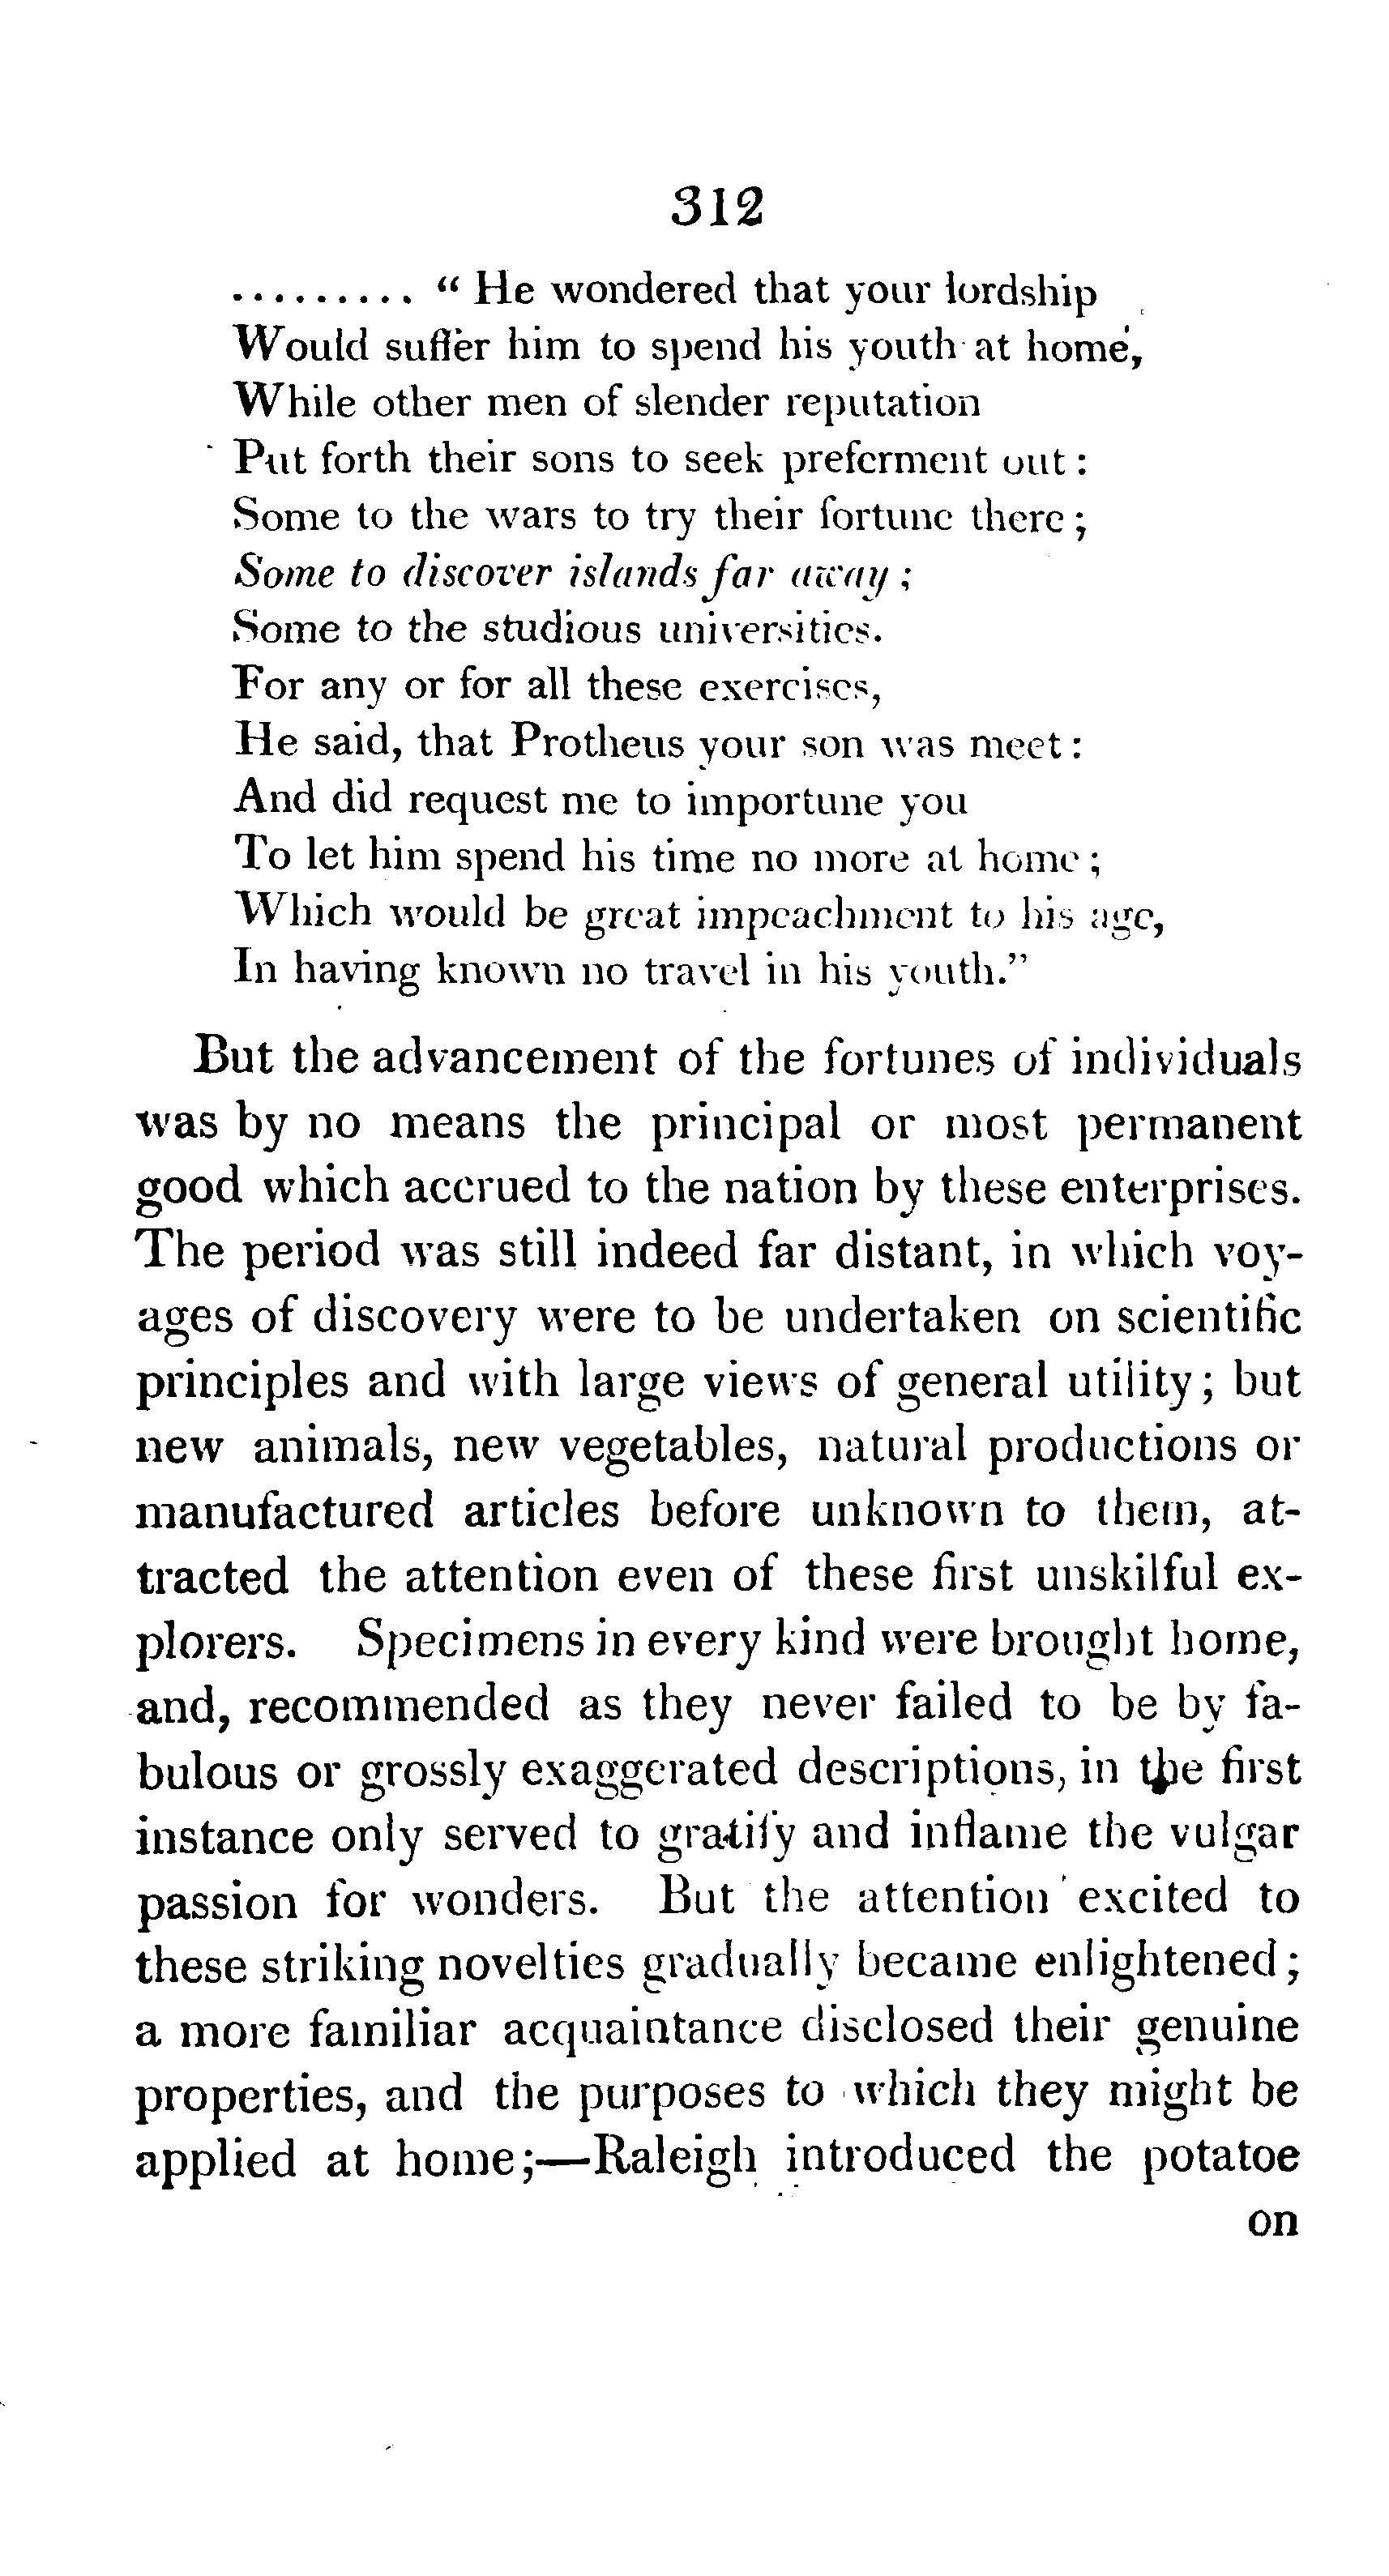 312
......... “ He wondered that your lordship
Would suffer him to spend his youth at home,
While other men of slender reputation
Put forth their sons to seek preferment out :
Some to the wars to try their fortune there ;
Some to discover islands far away ;
Some to the studious universities.
For any or for all these exercises,
He said, that Protheus your son was meet :
And did request me to importune you
To let him spend his time no more at home ;
Which would be great impeachment to his age,
In having known no travel in his youth.”
But the advancement of the fortunes of individuals
was by no means the principal or most permanent
good which accrued to the nation by these enterprises.
The period was still indeed far distant, in which voy-
ages of discovery were to be undertaken on scientific
principles and with large views of general utility; but
new animals, new vegetables, natural productions or
manufactured articles before unknown to them, at-
tracted the attention even of these first unskilful ex-
plorers. Specimens in every kind were brought home,
and, recommended as they never failed to be by fa-
bulous or grossly exaggerated descriptions, in the first
instance only served to gratify and inflame the vulgar
passion for wonders. But the attention excited to
these striking novelties gradually became enlightened;
a more familiar acquaintance disclosed their genuine
properties, and the purposes to which they might be
applied at home;—Raleigh introduced the potatoe
on